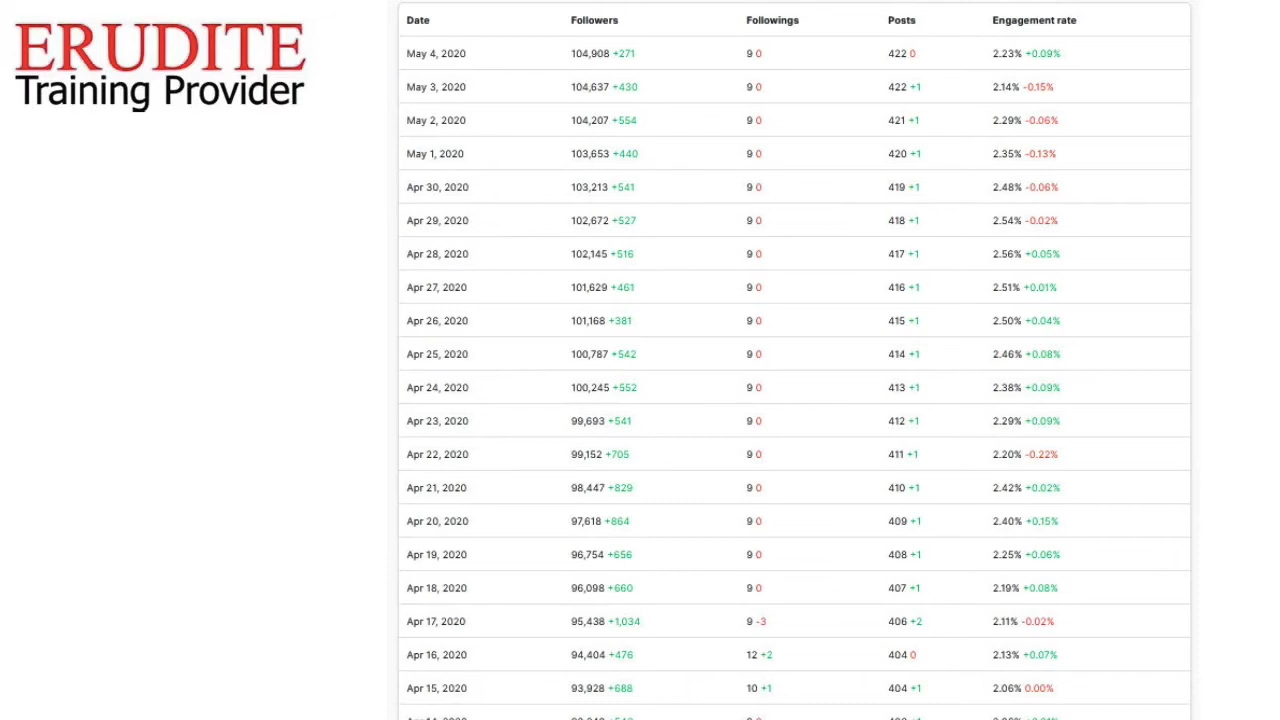 ERUDITE
Training Provider
Date Followers Followings Posts Engagement rate
May 4, 2020 104,908 +271 9 0 422 0 2.23% +0.09%
May 3, 2020 104,637 +430 9 0 422 +1 2.14% -0.15%
May 2, 2020 104,207 +554 9 0 421 +1 2.29% -0.06%
May 1, 2020 103,653 +440 9 0 420 +1 2.35% -0.13%
Apr 30, 2020 103,213 +541 9 0 419 +1 2.48% -0.06%
Apr 29, 2020 102,672 +527 9 0 418 +1 2.54% -0.02%
Apr 28, 2020 102,145 +516 9 0 417 +1 2.56% +0.05%
Apr 27, 2020 101,629 +461 9 0 416 +1 2.51% +0.01%
Apr 26, 2020 101,168 +381 9 0 415 +1 2.50% +0.04%
Apr 25, 2020 100,787 +542 9 0 414 +1 2.46% +0.08%
Apr 24, 2020 100,245 +552 9 0 413 +1 2.38% +0.09%
Apr 23, 2020 99,693 +541 9 0 412 +1 2.29% +0.09%
Apr 22, 2020 99,152 +705 9 0 411 +1 2.20% -0.22%
Apr 21, 2020 98,447 +829 9 0 410 +1 2.42% +0.02%
Apr 20, 2020 97,618 +864 9 0 409 +1 2.40% +0.15%
Apr 19, 2020 96,754 +656 9 0 408 +1 2.25% +0.06%
Apr 18, 2020 96,098 +660 9 0 407 +1 2.19% +0.08%
Apr 17, 2020 95,438 +1,034 9 -3 406 +2 2.11% -0.02%
Apr 16, 2020 94,404 +476 12 +2 404 0 2.13% +0.07%
Apr 15, 2020 93,928 +688 10 +1 404 +1 2.06% 0.00%